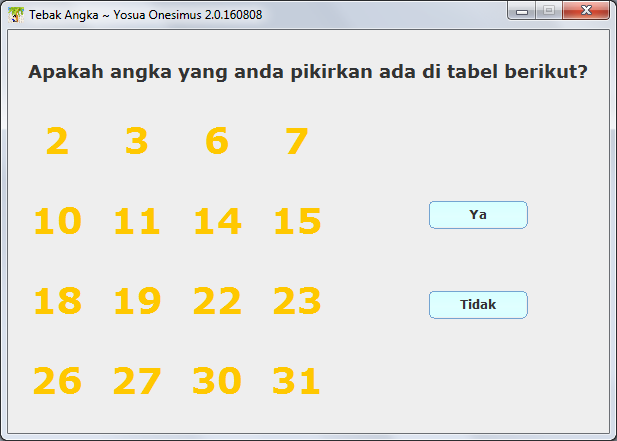 Tebak Angka ~ Yosua Onesimus 2.0.160808
Apakah angka yang anda pikirkan ada di tabel berikut?
2 3 6 7
10 11 14 15
Ya
18 19 22 23
Tidak
26 27 30 31